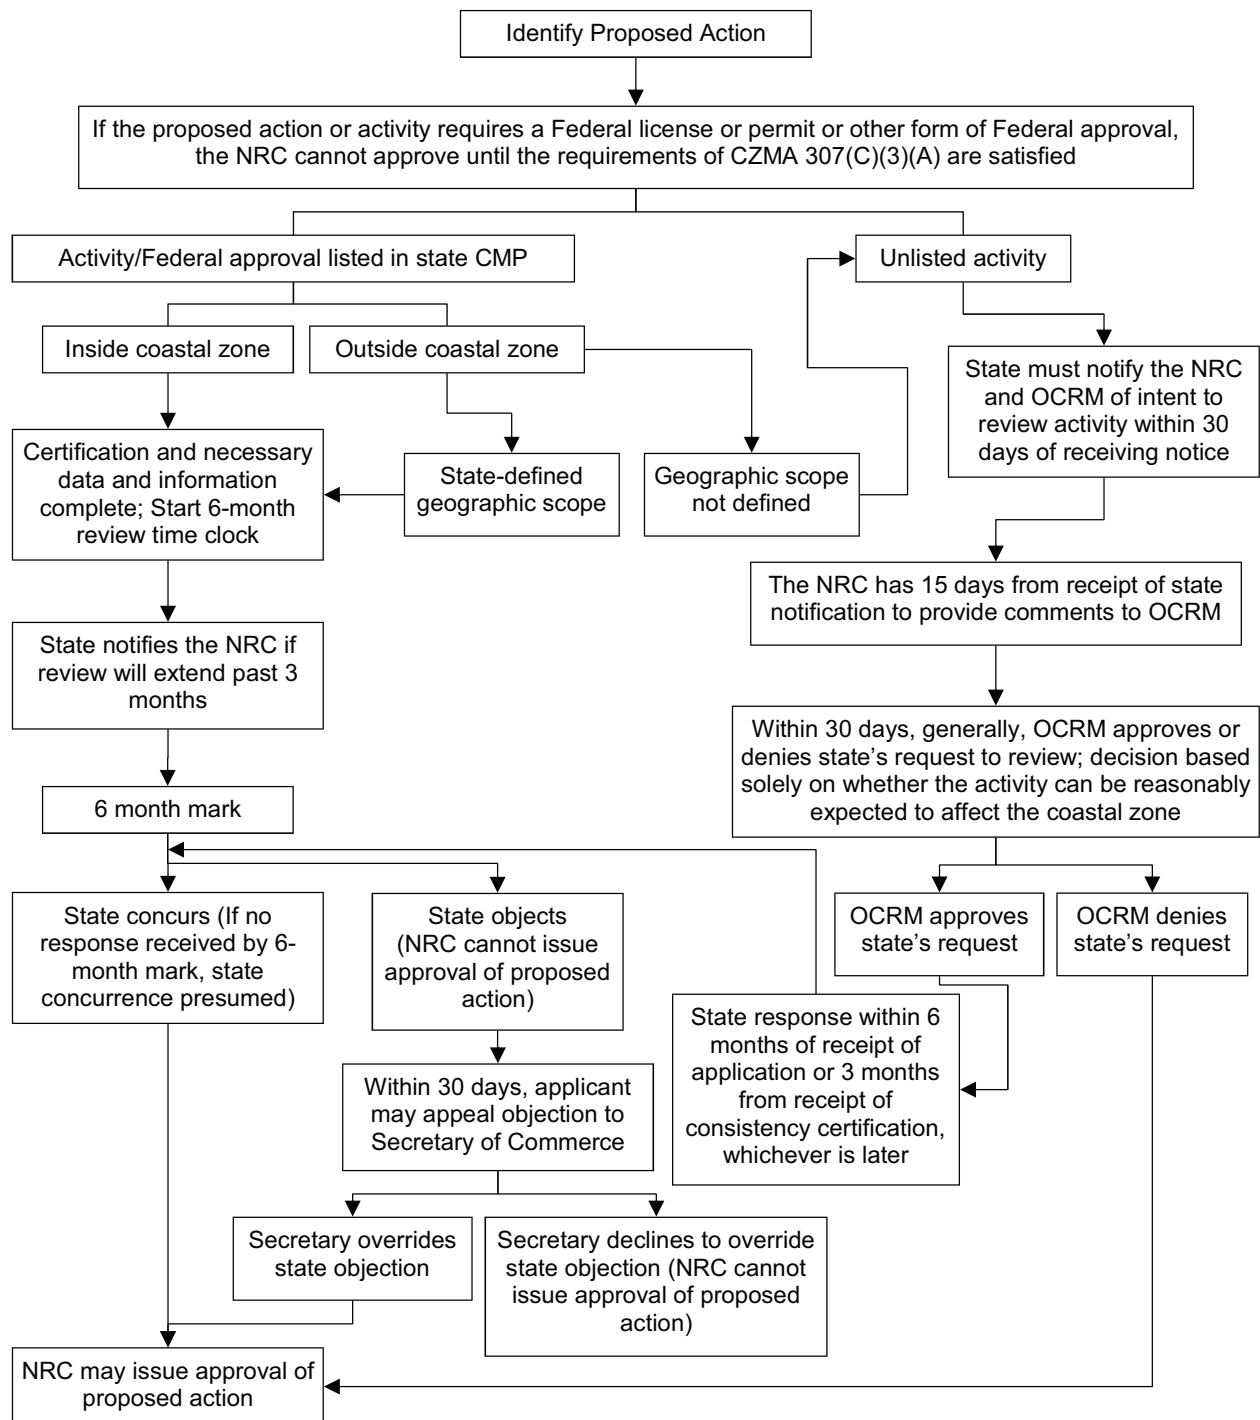 Identify Proposed Action
If the proposed action or activity requires a Federal license or permit or other form of Federal approval,
the NRC cannot approve until the requirements of CZMA 307(C)(3)(A) are satisfied
Activity/Federal approval listed in state CMP
Unlisted activity
Inside coastal zone
Outside coastal zone
State must notify the NRC
and OCRM of intent to
review activity within 30
days of receiving notice
Certification and necessary
data and information
complete; Start 6-month
review time clock
State-defined
geographic scope
Geographic scope
not defined
The NRC has 15 days from receipt of state
notification to provide comments to OCRM
State notifies the NRC if
review will extend past 3
months
Within 30 days, generally, OCRM approves or
denies state’s request to review; decision based
solely on whether the activity can be reasonably
expected to affect the coastal zone
6 month mark
State concurs (If no
response received by 6-
month mark, state
concurrence presumed)
State objects
(NRC cannot issue
approval of proposed
action)
OCRM approves
state’s request
OCRM denies
state’s request
State response within 6
months of receipt of
application or 3 months
from receipt of
consistency certification,
whichever is later
Within 30 days, applicant
may appeal objection to
Secretary of Commerce
Secretary overrides
state objection
Secretary declines to override
state objection (NRC cannot
issue approval of proposed
action)
NRC may issue approval of
proposed action